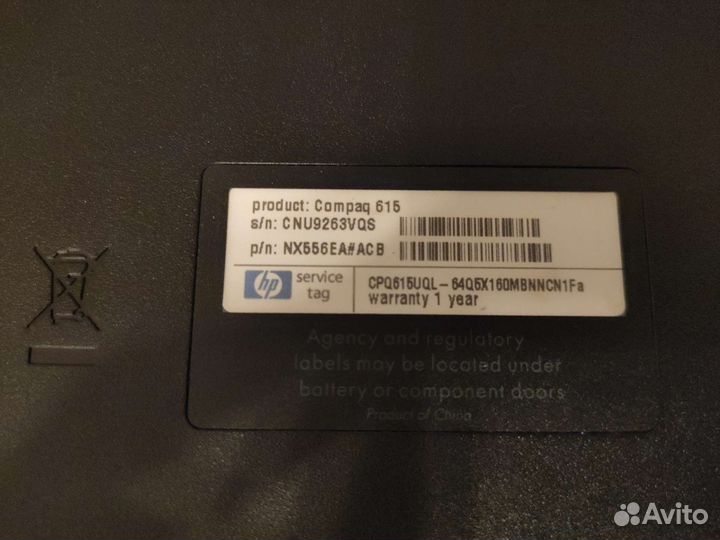 product: Compaq 615
s/n: CNU9263VQS
p/n: NX556EA#ACB
hp
service
tag
CPQ615UQL-64Q5X160MBNNCN1Fa
warranty 1 year
Agency and regulatory
labels may be located under
battery or component doors
Product of China
Avito